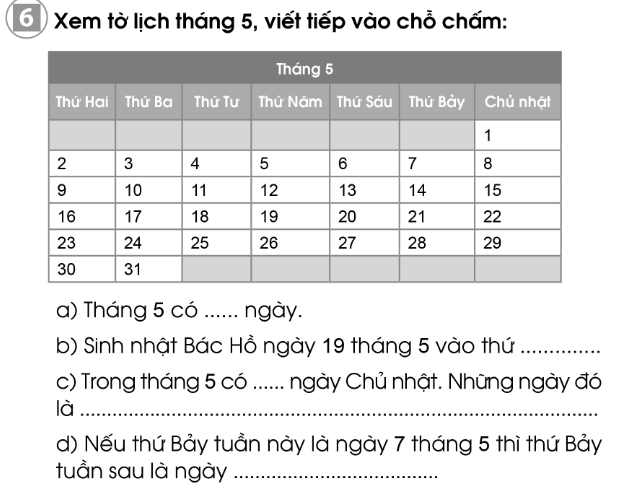 6 Xem tờ lịch tháng 5, viết tiếp vào chỗ chấm:
Tháng 5
Thứ Hai Thứ Ba Thứ Tư Thứ Năm Thứ Sáu Thứ Bảy Chủ nhật
1
2 3 4 5 6 7 8
9 10 11 12 13 14 15
16 17 18 19 20 21 22
23 24 25 26 27 28 29
30 31
a) Tháng 5 có ...... ngày.
b) Sinh nhật Bác Hồ ngày 19 tháng 5 vào thứ ..............
c) Trong tháng 5 có ...... ngày Chủ nhật. Những ngày đó
là ................................................................................
d) Nếu thứ Bảy tuần này là ngày 7 tháng 5 thì thứ Bảy
tuần sau là ngày ......................................